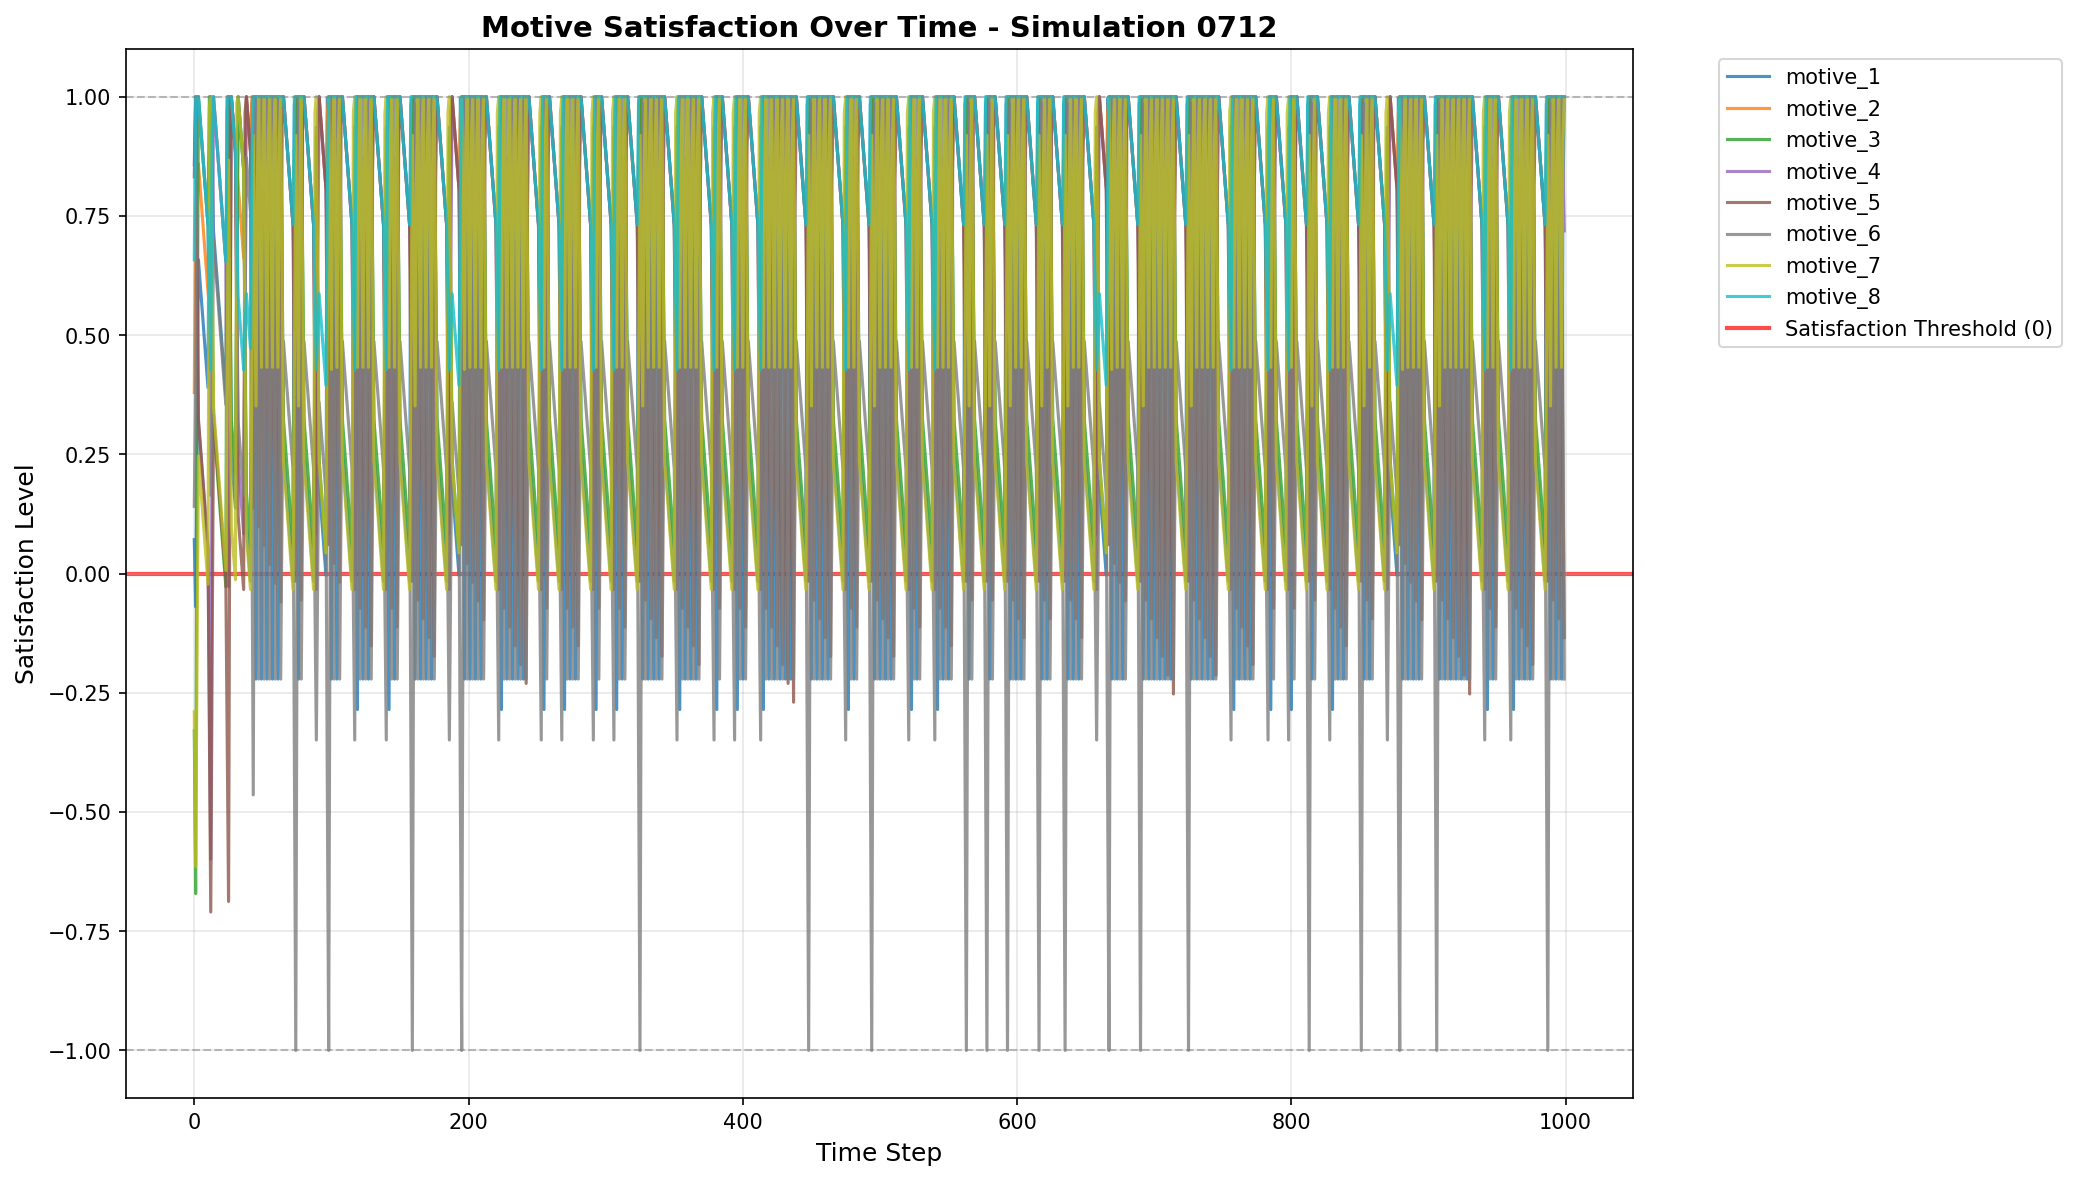 Motive Satisfaction Over Time - Simulation 0712
Satisfaction Level
1.00
0.75
0.50
0.25
0.00
−0.25
−0.50
−0.75
−1.00
0
200
400
600
800
1000
Time Step
motive_1
motive_2
motive_3
motive_4
motive_5
motive_6
motive_7
motive_8
Satisfaction Threshold (0)